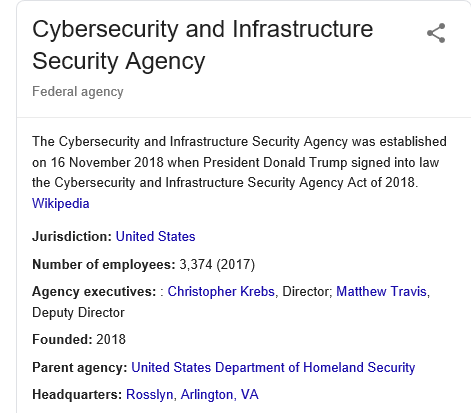 Cybersecurity and Infrastructure
Security Agency
Federal agency
The Cybersecurity and Infrastructure Security Agency was established
on 16 November 2018 when President Donald Trump signed into law
the Cybersecurity and Infrastructure Security Agency Act of 2018.
Wikipedia
Jurisdiction: United States
Number of employees: 3,374 (2017)
Agency executives: : Christopher Krebs, Director; Matthew Travis,
Deputy Director
Founded: 2018
Parent agency: United States Department of Homeland Security
Headquarters: Rosslyn, Arlington, VA